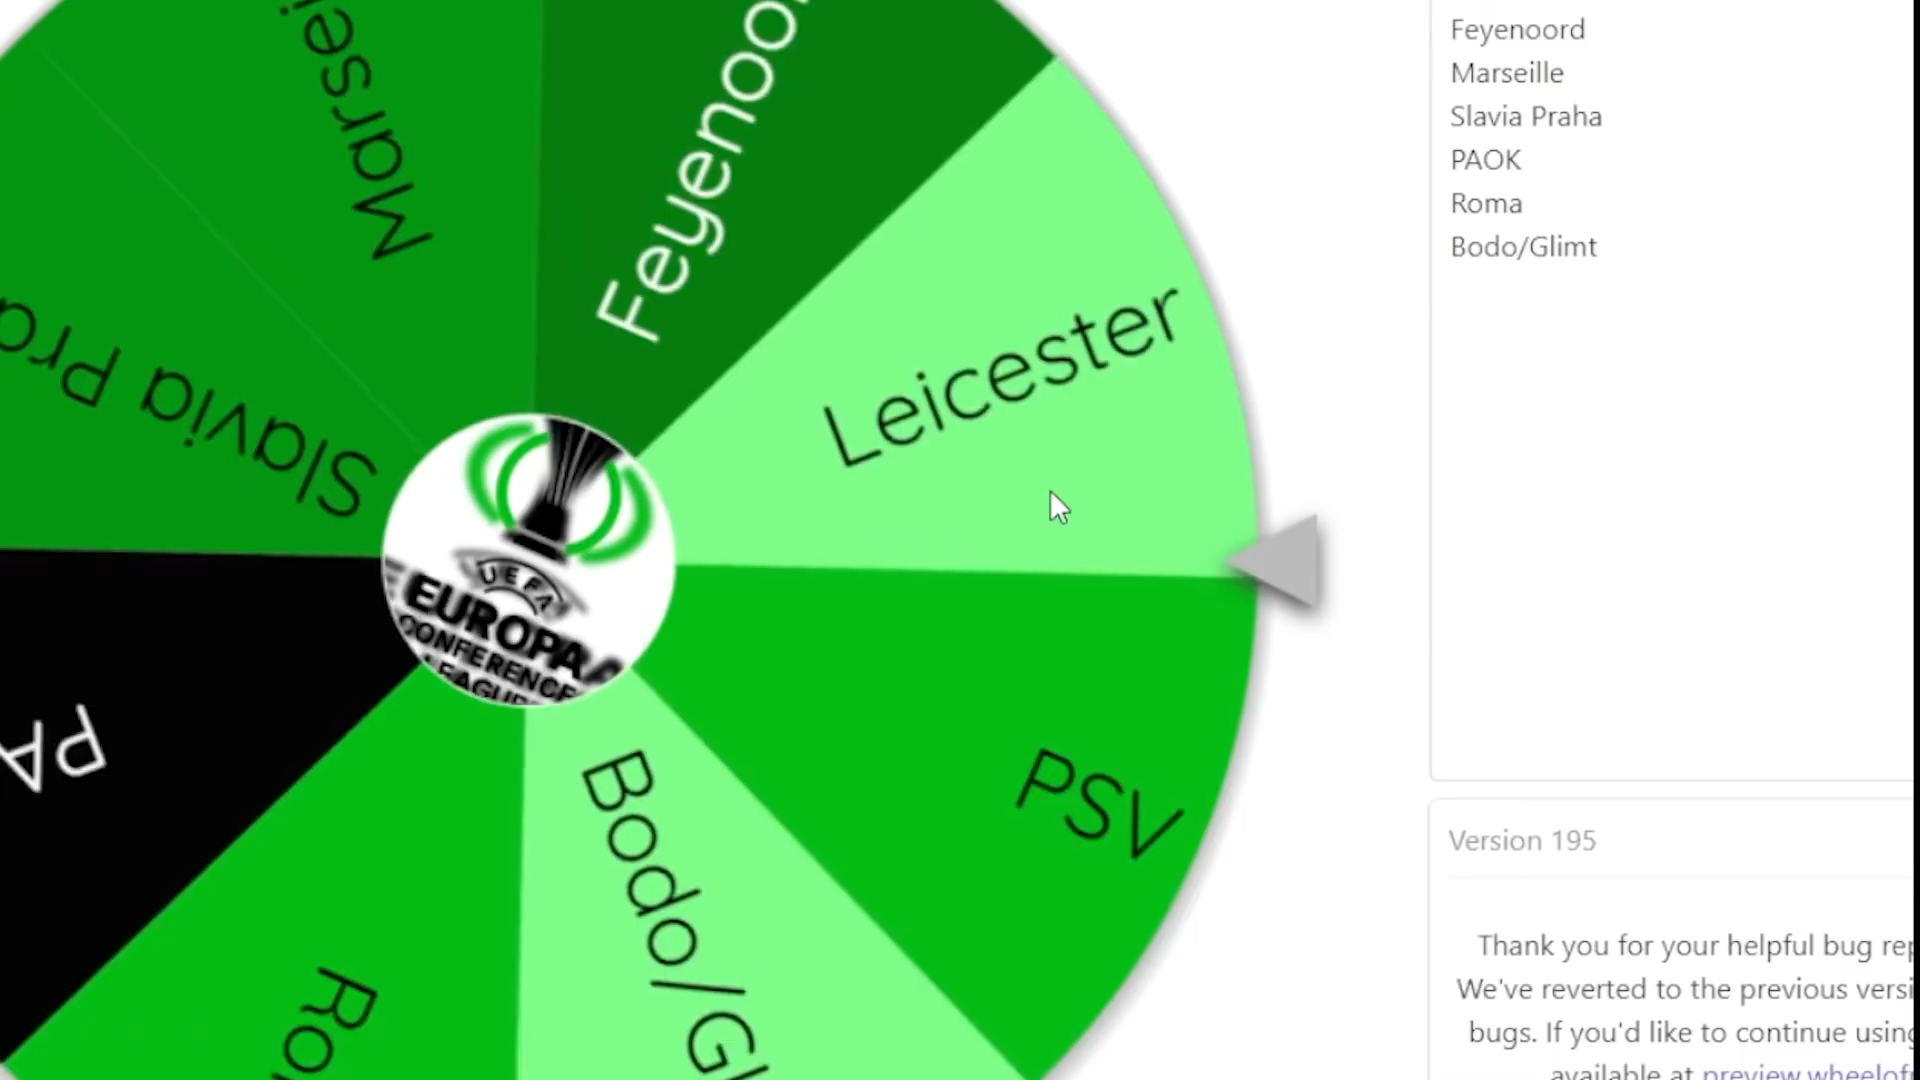 Marsei
Feyenoo
Leicester
Slavia Pra
UEFA
EUROPA
CONFERENCE
LEAGUE
PSV
PA
Bodo/Gl
Ro
Feyenoord
Marseille
Slavia Praha
PAOK
Roma
Bodo/Glimt
Version 195
Thank you for your helpful bug rep
We've reverted to the previous versi
bugs. If you'd like to continue using
available at preview.wheelof